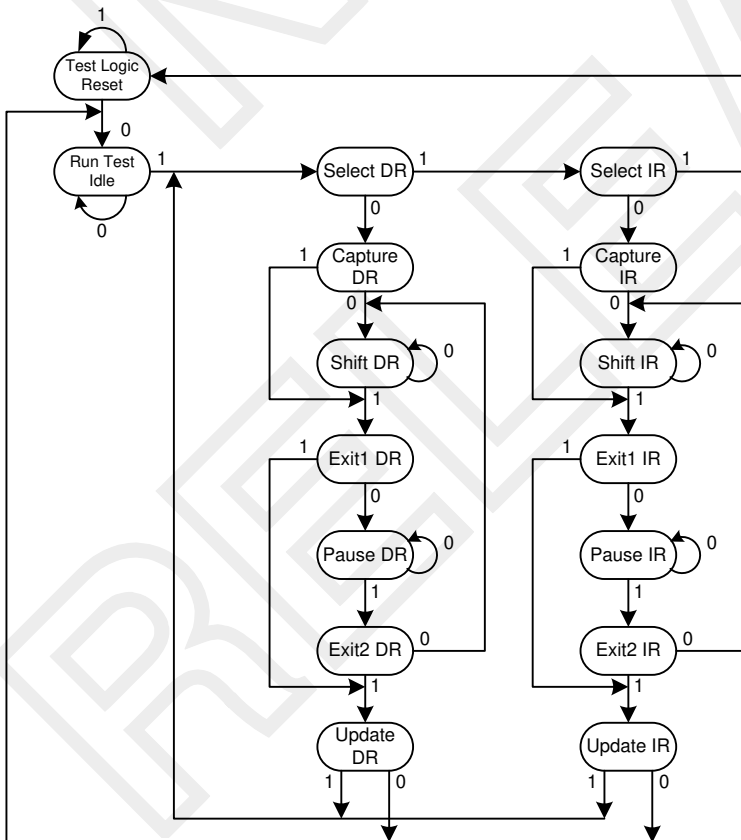 1
Test Logic
Reset
0
Run Test
Idle
1
0
Select DR
1
0
Select IR
1
0
Capture
DR
1
0
Capture
IR
1
0
Shift DR
0
1
Shift IR
0
1
Exit1 DR
1
0
Exit1 IR
1
0
Pause DR
0
1
Pause IR
0
1
Exit2 DR
0
1
Exit2 IR
0
1
Update
DR
1
0
Update IR
1
0